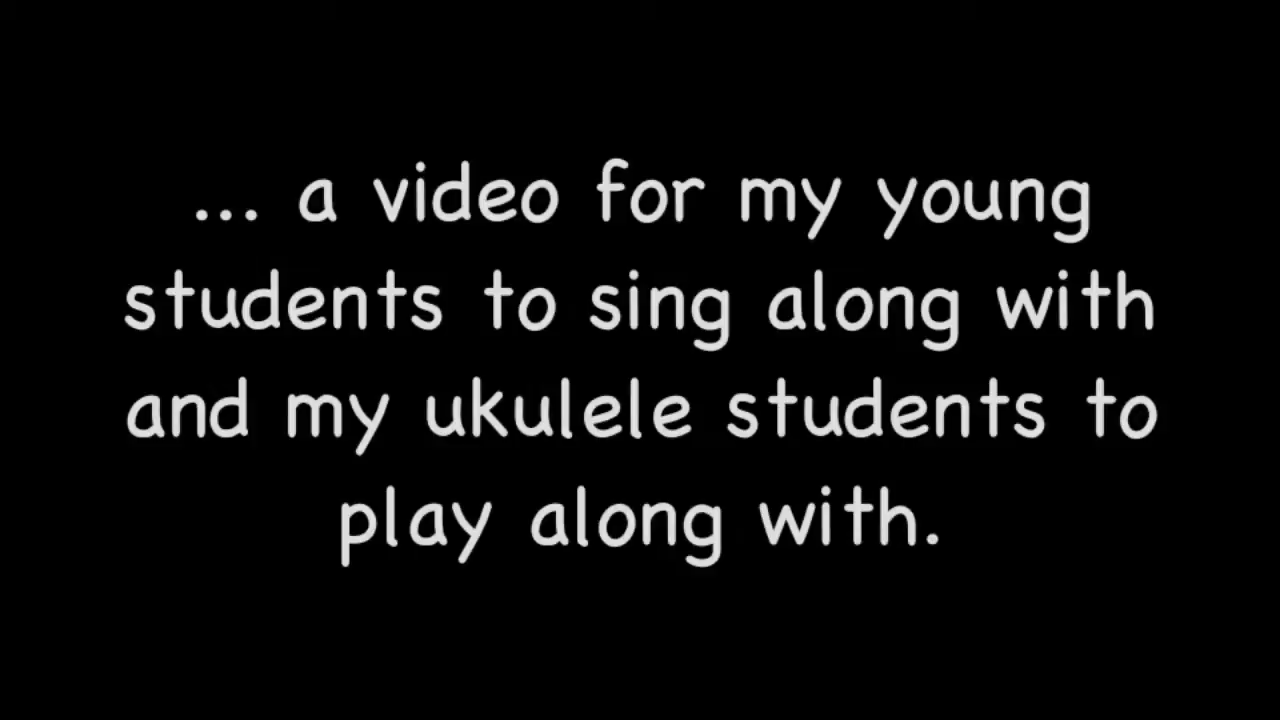 ... a video for my young
students to sing along with
and my ukulele students to
play along with.